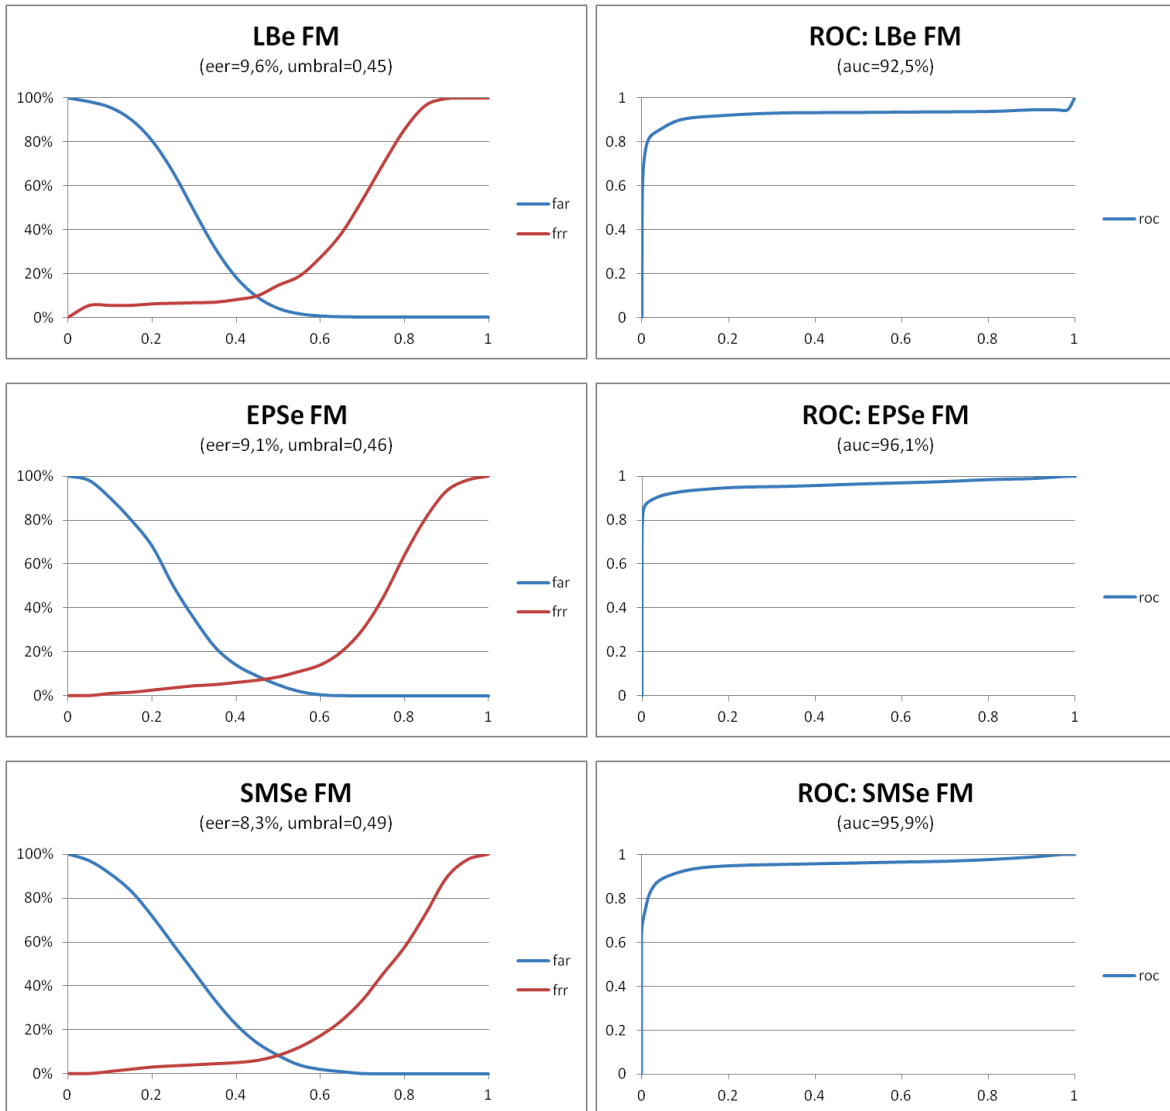 LBe FM
(eer=9,6%, umbral=0,45)
100%
80%
60%
40%
20%
0%
0 0.2 0.4 0.6 0.8 1
far
frr
ROC: LBe FM
(auc=92,5%)
1
0.8
0.6
0.4
0.2
0
0 0.2 0.4 0.6 0.8 1
roc
EPSe FM
(eer=9,1%, umbral=0,46)
100%
80%
60%
40%
20%
0%
0 0.2 0.4 0.6 0.8 1
far
frr
ROC: EPSe FM
(auc=96,1%)
1
0.8
0.6
0.4
0.2
0
0 0.2 0.4 0.6 0.8 1
roc
SMSe FM
(eer=8,3%, umbral=0,49)
100%
80%
60%
40%
20%
0%
0 0.2 0.4 0.6 0.8 1
far
frr
ROC: SMSe FM
(auc=95,9%)
1
0.8
0.6
0.4
0.2
0
0 0.2 0.4 0.6 0.8 1
roc